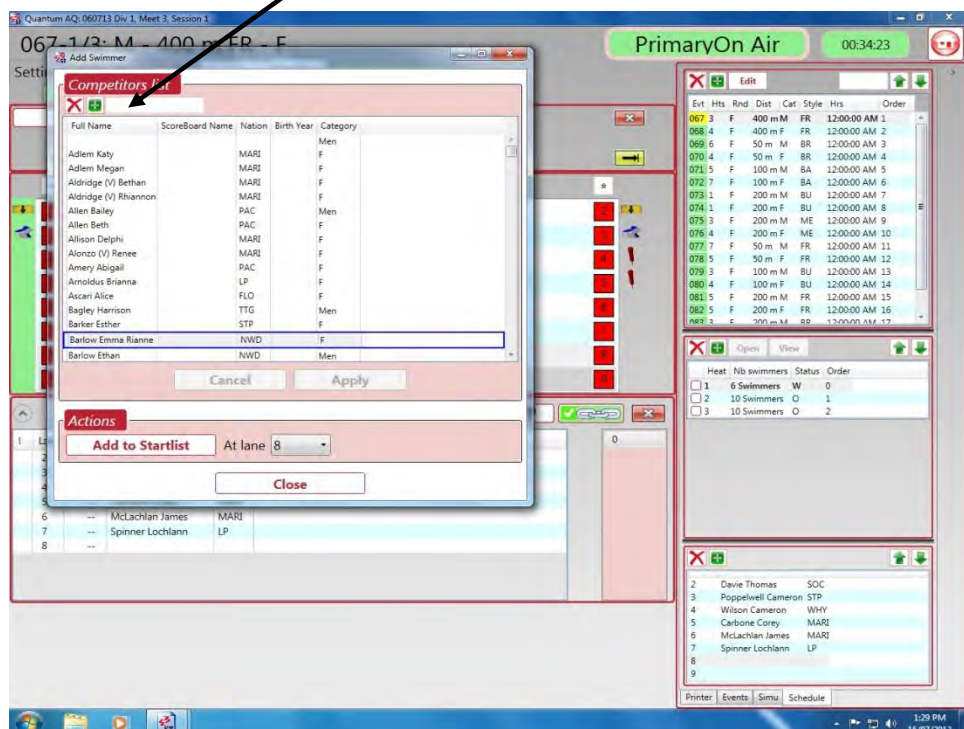 Quantum AQ: 060713 Div 1, Meet 3, Session 1
067-1/3: M - 400 m FR - F
PrimaryOn Air
00:34:23
Add Swimmer
Competitors list
Full Name ScoreBoard Name Nation Birth Year Category
Men
Adlem Katy MARI F
Adlem Megan MARI F
Aldridge (V) Bethan MARI F
Aldridge (V) Rhiannon MARI F
Allen Bailey PAC Men
Allen Beth PAC F
Allison Delphi MARI F
Alonzo (V) Renee MARI F
Amery Abigail PAC F
Arnoldus Brianna LP F
Ascari Alice FLO F
Bagley Harrison TTG Men
Barker Esther STP F
Barlow Emma Rianne NWD F
Barlow Ethan NWD Men
Cancel Apply
Actions
Add to Startlist At lane 8
Close
0
6 -- McLachlan James MARI
7 -- Spinner Lochlann LP
8 --
Edit
Evt Hts Rnd Dist Cat Style Hrs Order
067 3 F 400 m M FR 12:00:00 AM 1
068 4 F 400 m F FR 12:00:00 AM 2
069 6 F 50 m M BR 12:00:00 AM 3
070 4 F 50 m F BR 12:00:00 AM 4
071 5 F 100 m M BA 12:00:00 AM 5
072 7 F 100 m F BA 12:00:00 AM 6
073 1 F 200 m M BU 12:00:00 AM 7
074 1 F 200 m F BU 12:00:00 AM 8
075 3 F 200 m M ME 12:00:00 AM 9
076 4 F 200 m F ME 12:00:00 AM 10
077 7 F 50 m M FR 12:00:00 AM 11
078 5 F 50 m F FR 12:00:00 AM 12
079 3 F 100 m M BU 12:00:00 AM 13
080 4 F 100 m F BU 12:00:00 AM 14
081 5 F 200 m M FR 12:00:00 AM 15
082 5 F 200 m F FR 12:00:00 AM 16
083 3 F 200 m M BR 12:00:00 AM 17
Open View
Heat Nb swimmers Status Order
1 6 Swimmers W 0
2 10 Swimmers O 1
3 10 Swimmers O 2
2 Davie Thomas SOC
3 Poppelwell Cameron STP
4 Wilson Cameron WHY
5 Carbone Corey MARI
6 McLachlan James MARI
7 Spinner Lochlann LP
8
9
Printer Events Simu Schedule
1:29 PM